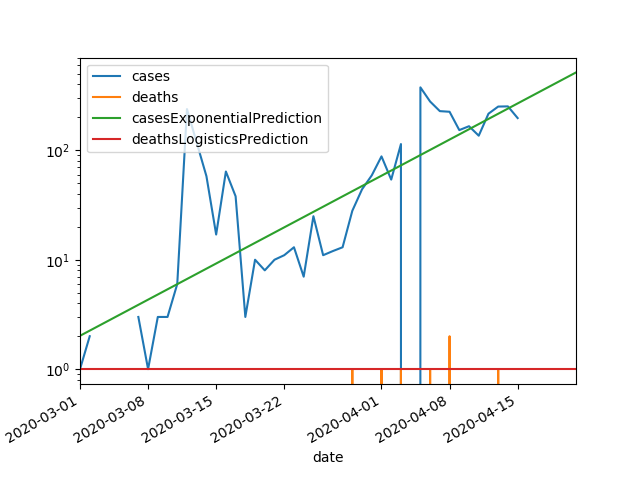 cases
deaths
casesExponentialPrediction
deathsLogisticsPrediction
10²
10¹
10⁰
2020-03-01
2020-03-08
2020-03-15
2020-03-22
2020-04-01
2020-04-08
2020-04-15
date